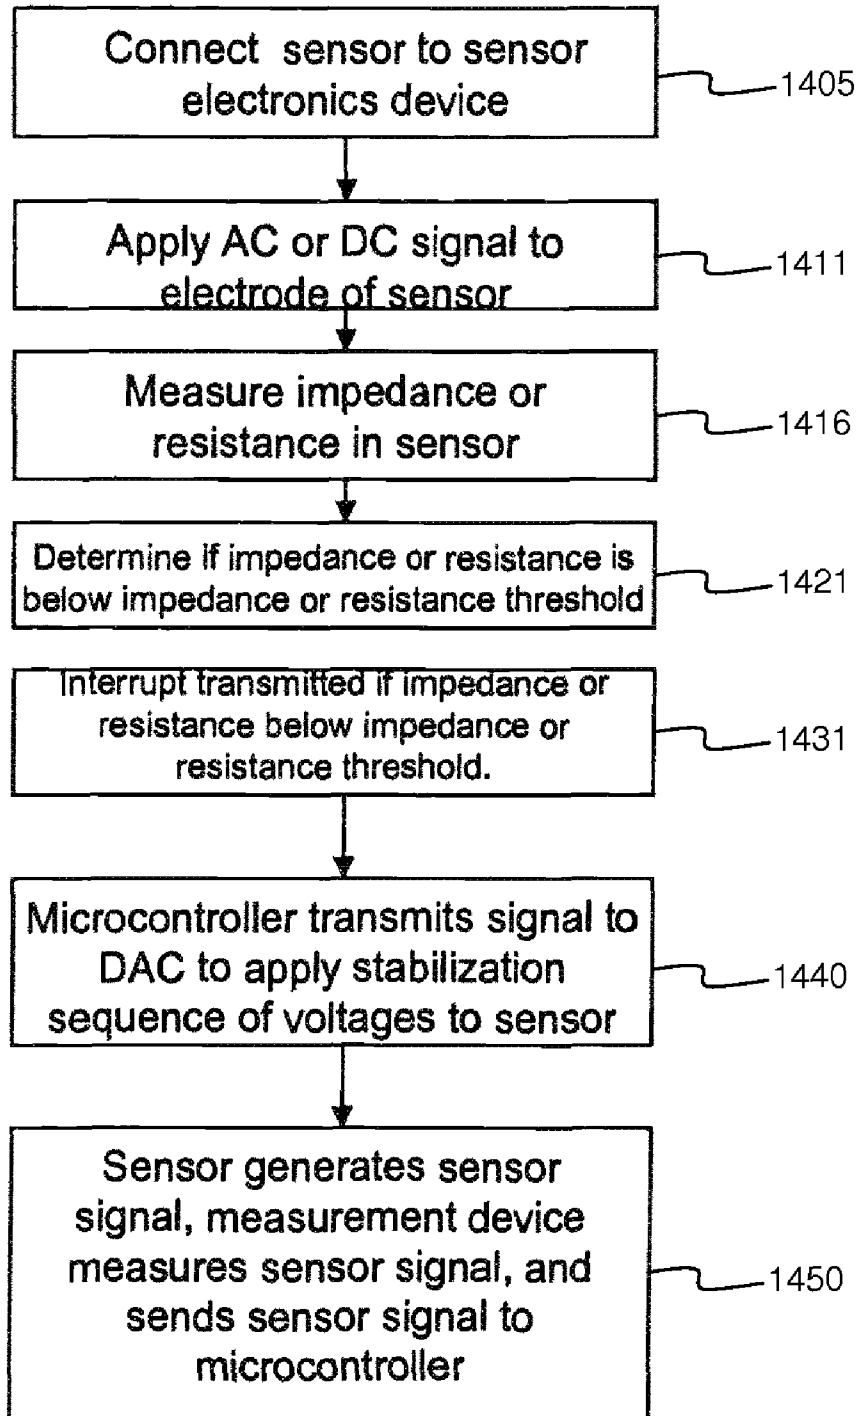 Connect sensor to sensor
electronics device
1405
Apply AC or DC signal to
electrode of sensor
1411
Measure impedance or
resistance in sensor
1416
Determine if impedance or resistance is
below impedance or resistance threshold
1421
Interrupt transmitted if impedance or
resistance below impedance or
resistance threshold.
1431
Microcontroller transmits signal to
DAC to apply stabilization
sequence of voltages to sensor
1440
Sensor generates sensor
signal, measurement device
measures sensor signal, and
sends sensor signal to
microcontroller
1450